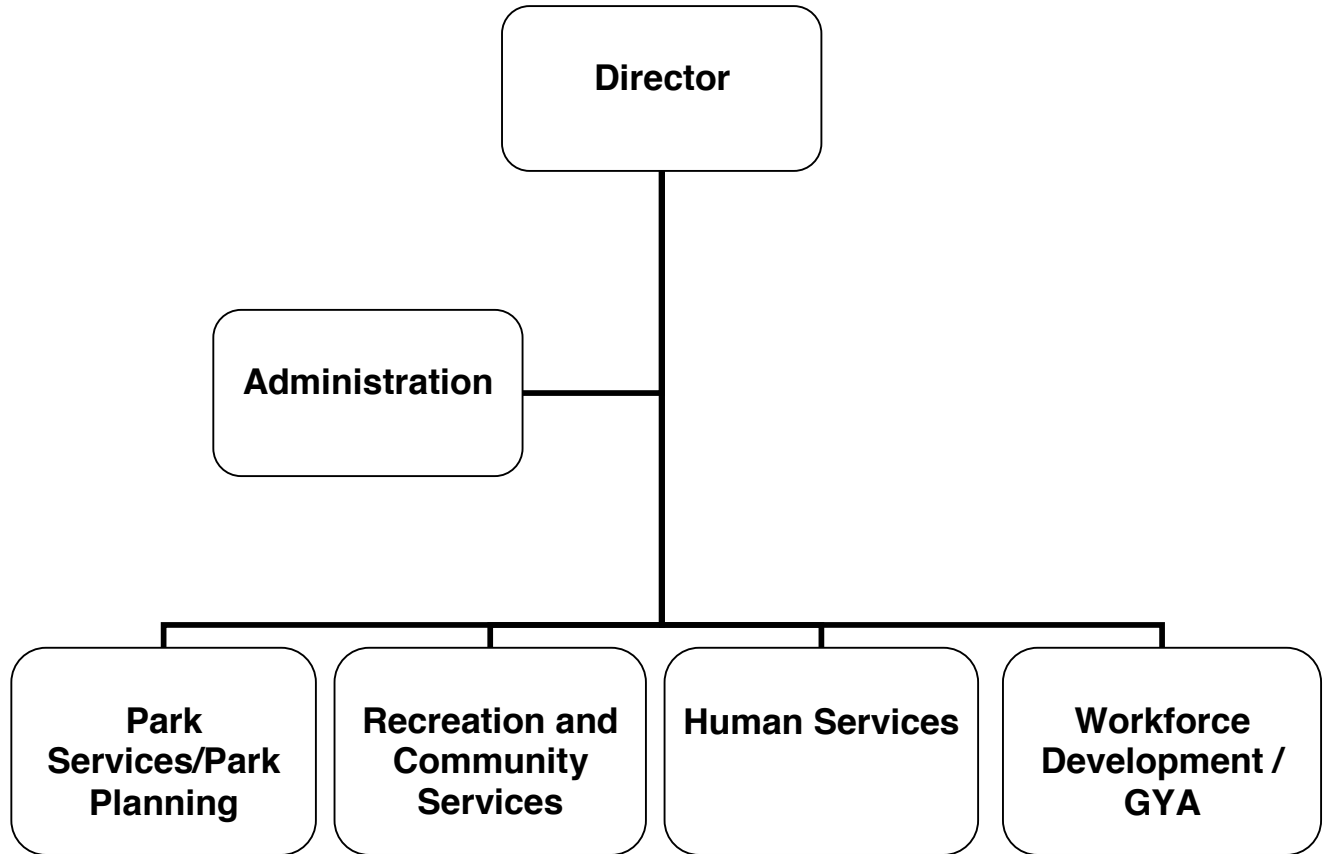 Director
Administration
Park
Services/Park
Planning
Recreation and
Community
Services
Human Services
Workforce
Development /
GYA